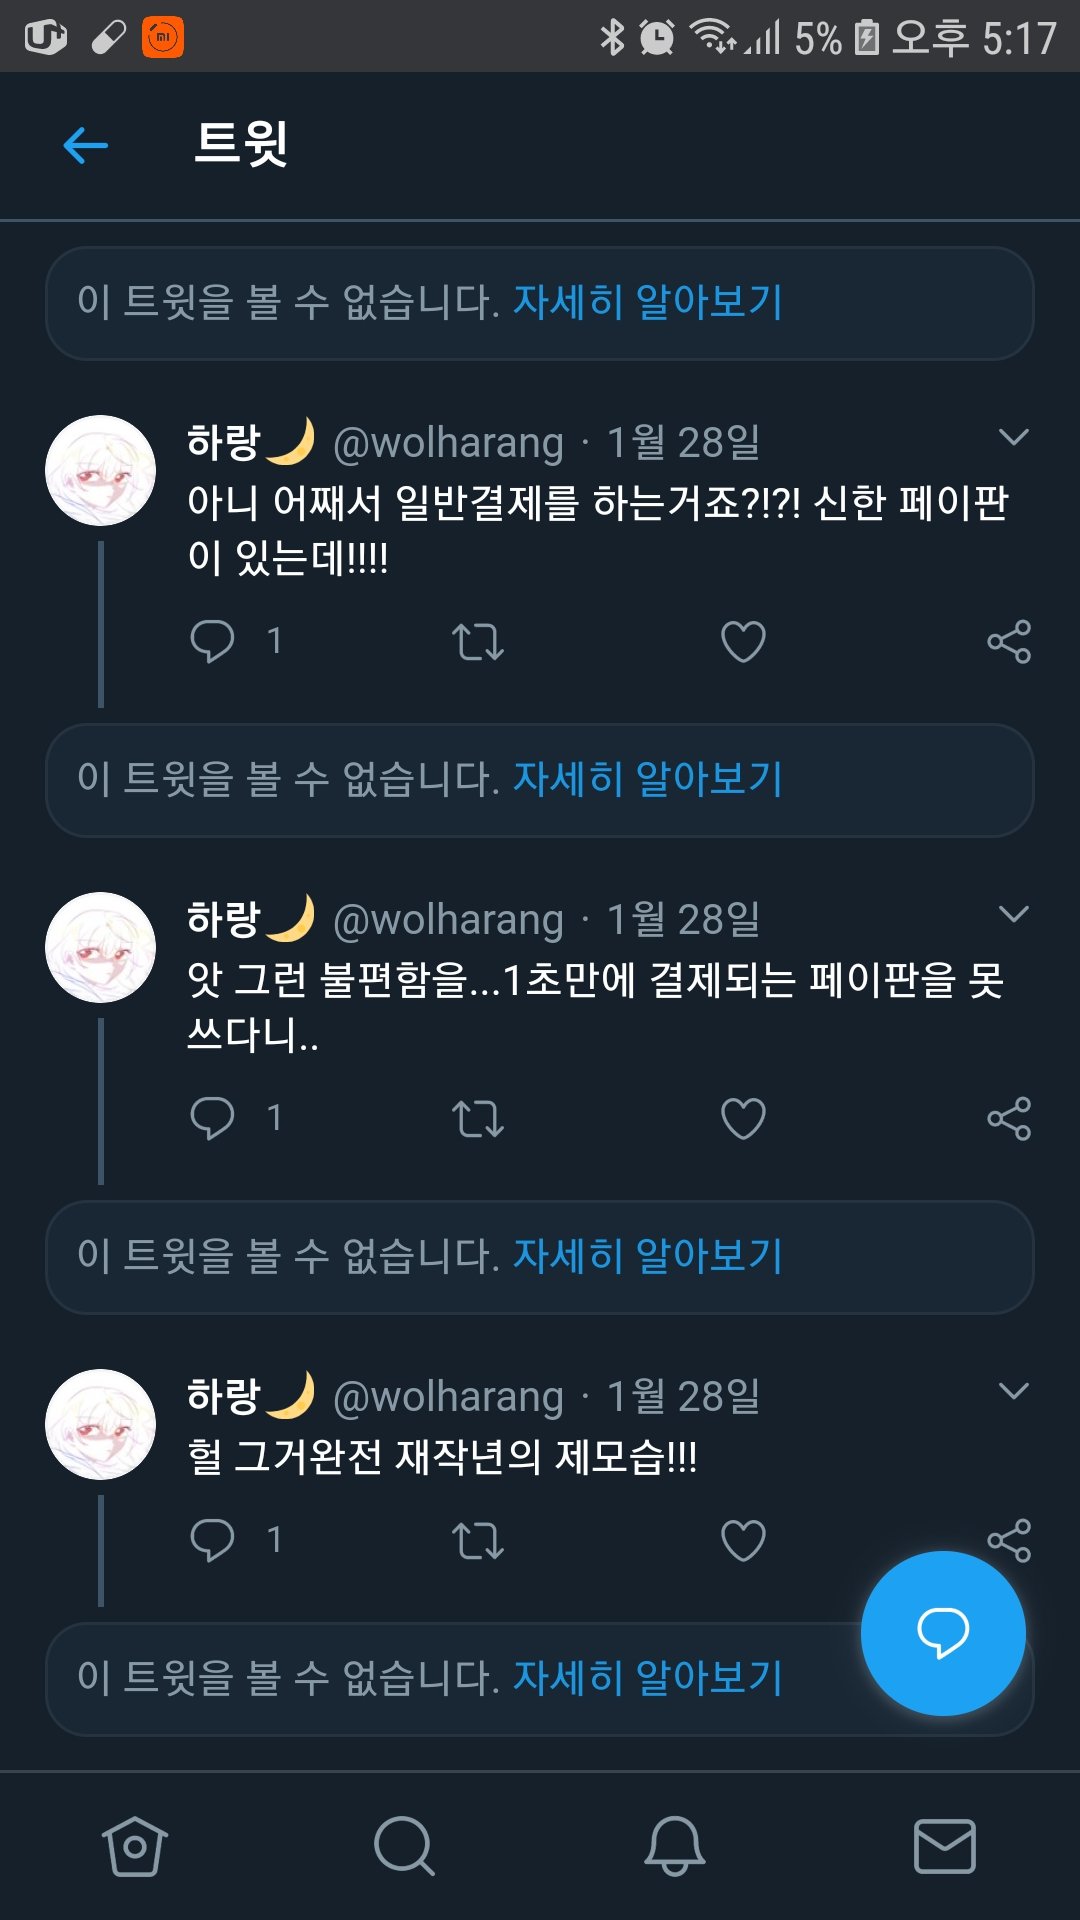 5% 오후 5:17
트윗
이 트윗을 볼 수 없습니다. 자세히 알아보기
하랑🌙 @wolharang · 1월 28일
아니 어째서 일반결제를 하는거죠?!?! 신한 페이판
이 있는데!!!!
1
이 트윗을 볼 수 없습니다. 자세히 알아보기
하랑🌙 @wolharang · 1월 28일
앗 그런 불편함을...1초만에 결제되는 페이판을 못
쓰다니..
1
이 트윗을 볼 수 없습니다. 자세히 알아보기
하랑🌙 @wolharang · 1월 28일
헐 그거완전 재작년의 제모습!!!
1
이 트윗을 볼 수 없습니다. 자세히 알아보기